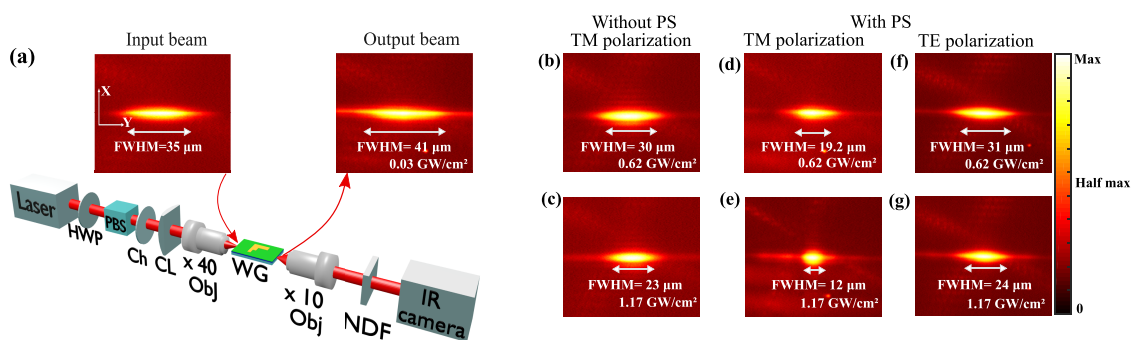 (a)
Input beam
Output beam
X
Y
FWHM=35 µm
FWHM= 41 µm
0.03 GW/cm²
Laser
HWP
PBS
Ch
CL
x 40
Obj
WG
x 10
Obj
NDF
IR
camera
Without PS
TM polarization
With PS
TM polarization
TE polarization
(b)
FWHM= 30 µm
0.62 GW/cm²
(d)
FWHM= 19.2 µm
0.62 GW/cm²
(f)
FWHM= 31 µm
0.62 GW/cm²
(c)
FWHM= 23 µm
1.17 GW/cm²
(e)
FWHM= 12 µm
1.17 GW/cm²
(g)
FWHM= 24 µm
1.17 GW/cm²
Max
Half max
0